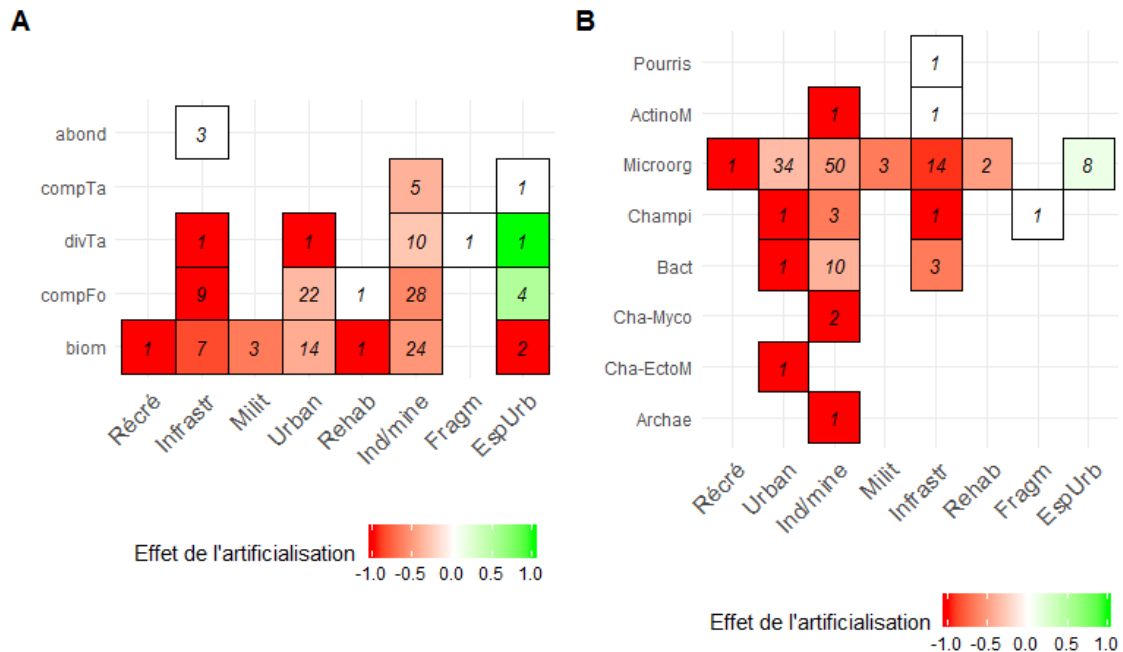 A
abond
3
compTa
5
1
divTa
1
1
10
1
1
compFo
9
22
1
28
4
biom
1
7
3
14
1
24
2
Récré
Infrastr
Milit
Urban
Rehab
Ind/mine
Fragm
EspUrb
Effet de l'artificialisation
-1.0 -0.5 0.0 0.5 1.0
B
Pourris
1
ActinoM
1
1
Microorg
1
34
50
3
14
2
8
Champi
1
3
1
1
Bact
1
10
3
Cha-Myco
2
Cha-EctoM
1
Archae
1
Récré
Urban
Ind/mine
Milit
Infrastr
Rehab
Fragm
EspUrb
Effet de l'artificialisation
-1.0 -0.5 0.0 0.5 1.0